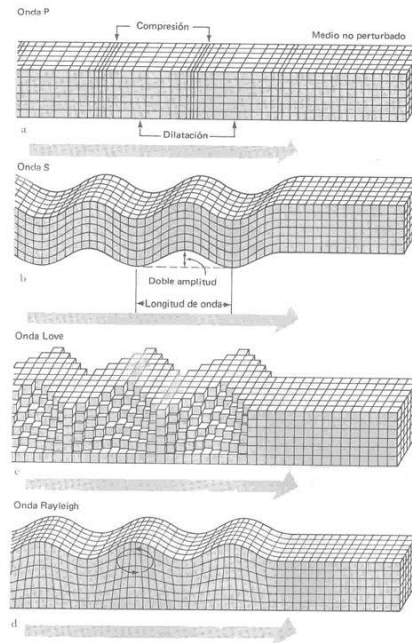 Onda P
Compresión
Medio no perturbado
Dilatación
a
Onda S
Doble amplitud
b
Longitud de onda
Onda Love
c
Onda Rayleigh
d